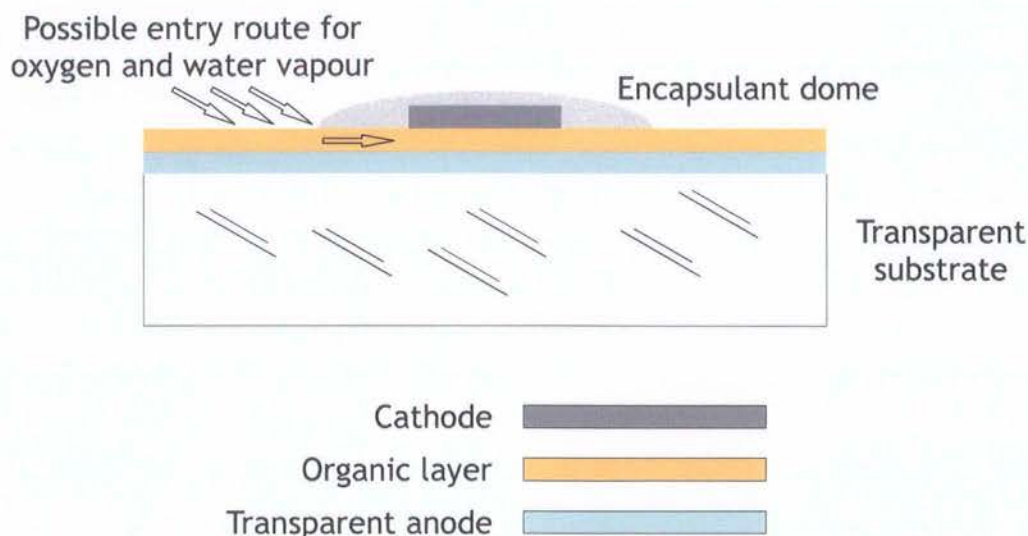 Possible entry route for
oxygen and water vapour
Encapsulant dome
Transparent
substrate
Cathode
Organic layer
Transparent anode